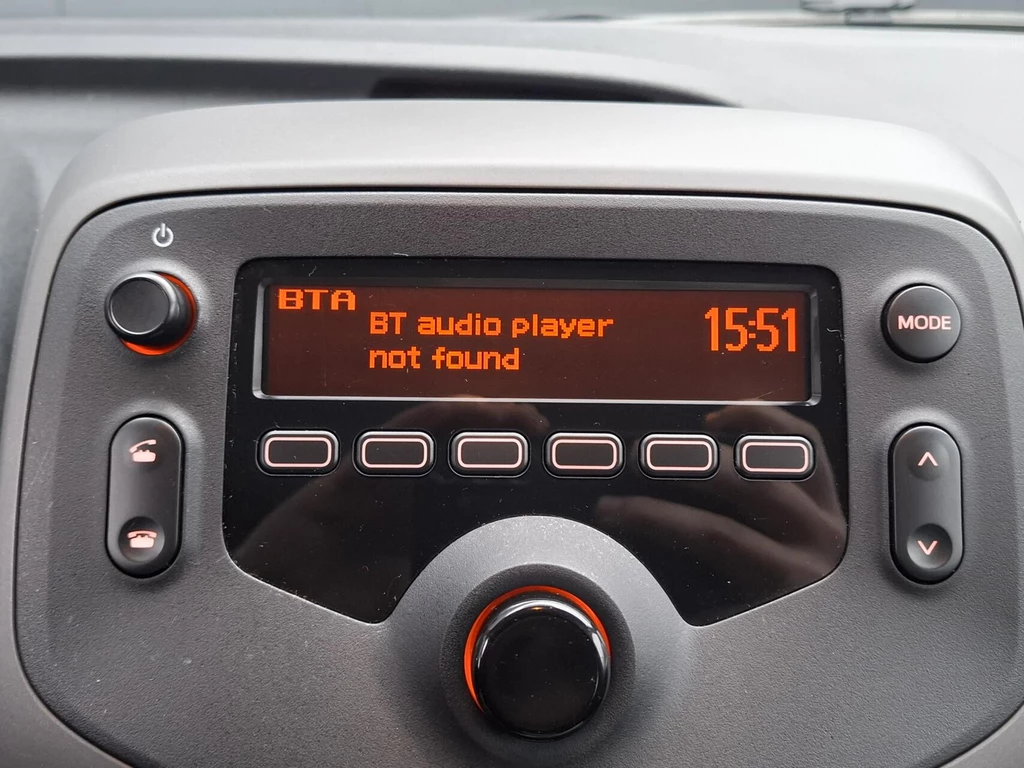 BTA
BT audio player
not found
15:51
MODE